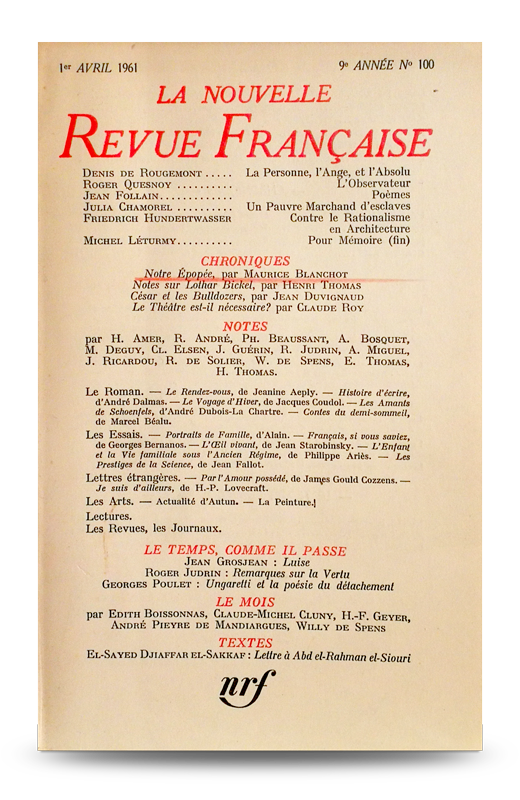 1er AVRIL 1961 9e ANNÉE No 100
LA NOUVELLE
REVUE FRANÇAISE
DENIS DE ROUGEMONT ..... La Personne, l'Ange, et l'Absolu
ROGER QUESNOY .......... L'Observateur
JEAN FOLLAIN............. Poèmes
JULIA CHAMOREL .......... Un Pauvre Marchand d'esclaves
FRIEDRICH HUNDERTWASSER Contre le Rationalisme
en Architecture
MICHEL LÉTURMY.......... Pour Mémoire (fin)
CHRONIQUES
Notre Épopée, par MAURICE BLANCHOT
Notes sur Lothar Bickel, par HENRI THOMAS
César et les Bulldozers, par JEAN DUVIGNAUD
Le Théâtre est-il nécessaire? par CLAUDE ROY
NOTES
par H. AMER, R. ANDRÉ, PH. BEAUSSANT, A. BOSQUET,
M. DEGUY, CL. ELSEN, J. GUÉRIN, R. JUDRIN, A. MIGUEL,
J. RICARDOU, R. DE SOLIER, W. DE SPENS, E. THOMAS,
H. THOMAS.
Le Roman. — Le Rendez-vous, de Jeanine Aeply. — Histoire d'écrire,
d'André Dalmas. — Le Voyage d'Hiver, de Jacques Coudol. — Les Amants
de Schoenfels, d'André Dubois-La Chartre. — Contes du demi-sommeil,
de Marcel Béalu.
Les Essais. — Portraits de Famille, d'Alain. — Français, si vous saviez,
de Georges Bernanos. — L'Œil vivant, de Jean Starobinsky. — L'Enfant
et la Vie familiale sous l'Ancien Régime, de Philippe Ariès. — Les
Prestiges de la Science, de Jean Fallot.
Lettres étrangères. — Par l'Amour possédé, de James Gould Cozzens. —
Je suis d'ailleurs, de H.-P. Lovecraft.
Les Arts. — Actualité d'Autun. — La Peinture.
Lectures.
Les Revues, les Journaux.
LE TEMPS, COMME IL PASSE
JEAN GROSJEAN : Luise
ROGER JUDRIN : Remarques sur la Vertu
GEORGES POULET : Ungaretti et la poésie du détachement
LE MOIS
par EDITH BOISSONNAS, CLAUDE-MICHEL CLUNY, H.-F. GEYER,
ANDRÉ PIEYRE DE MANDIARGUES, WILLY DE SPENS
TEXTES
EL-SAYED DJIAFFAR EL-SAKKAF : Lettre à Abd el-Rahman el-Siouri
nrf